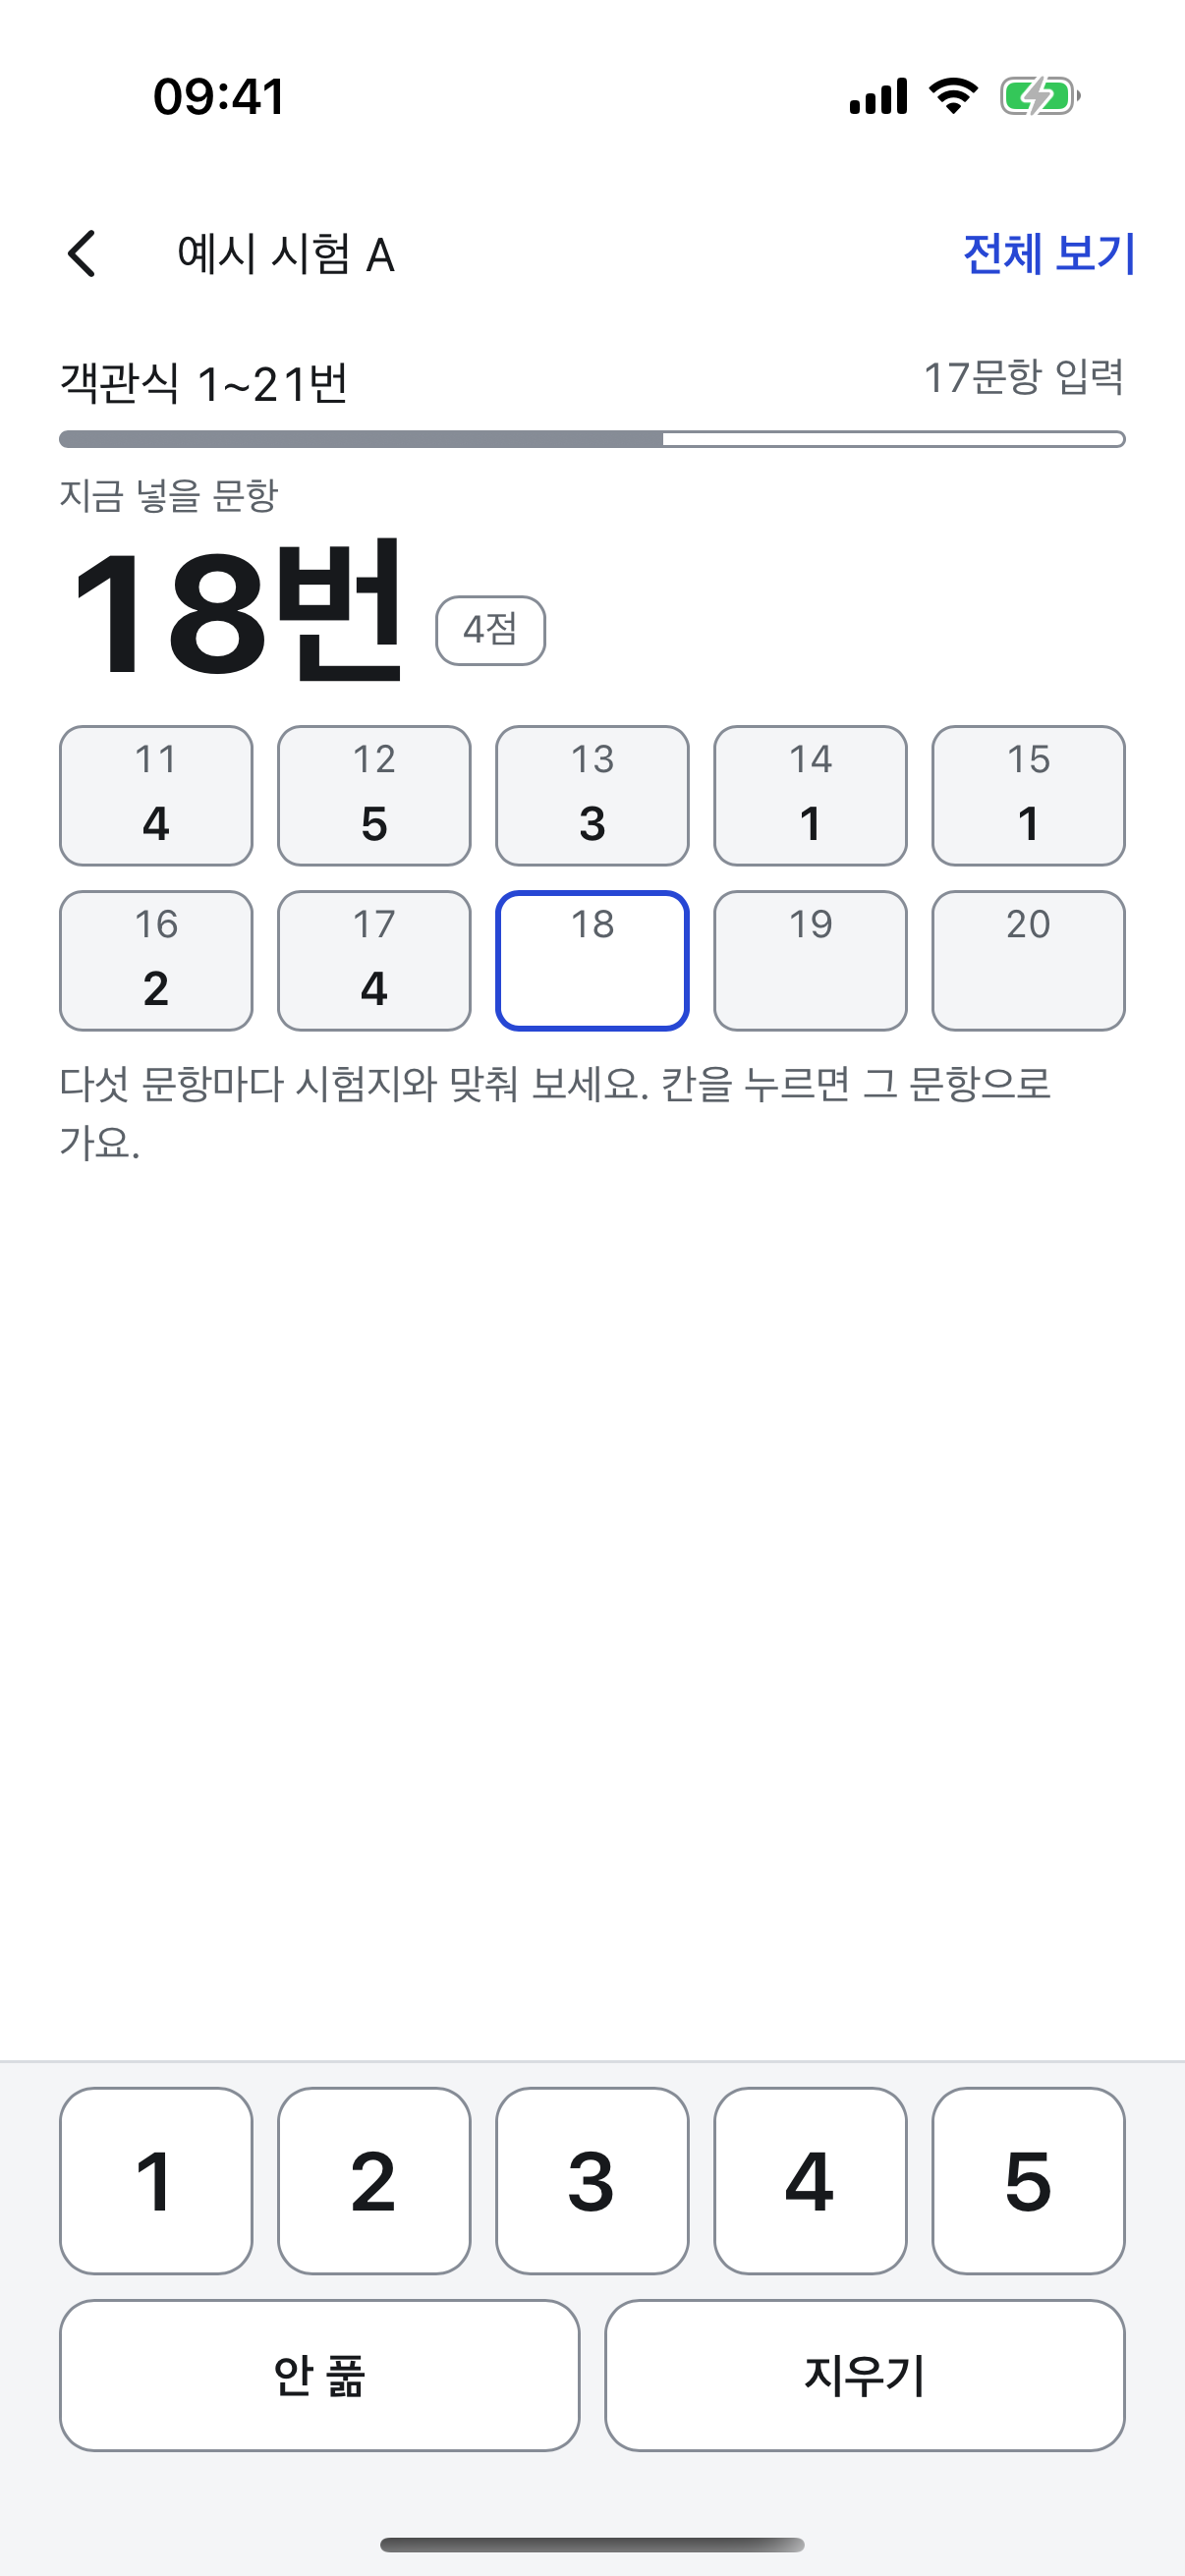 09:41
예시 시험 A
전체 보기
객관식 1~21번
17문항 입력
지금 넣을 문항
18번
4점
11 12 13 14 15
4 5 3 1 1
16 17 18 19 20
2 4
다섯 문항마다 시험지와 맞춰 보세요. 칸을 누르면 그 문항으로
가요.
1 2 3 4 5
안 풂 지우기